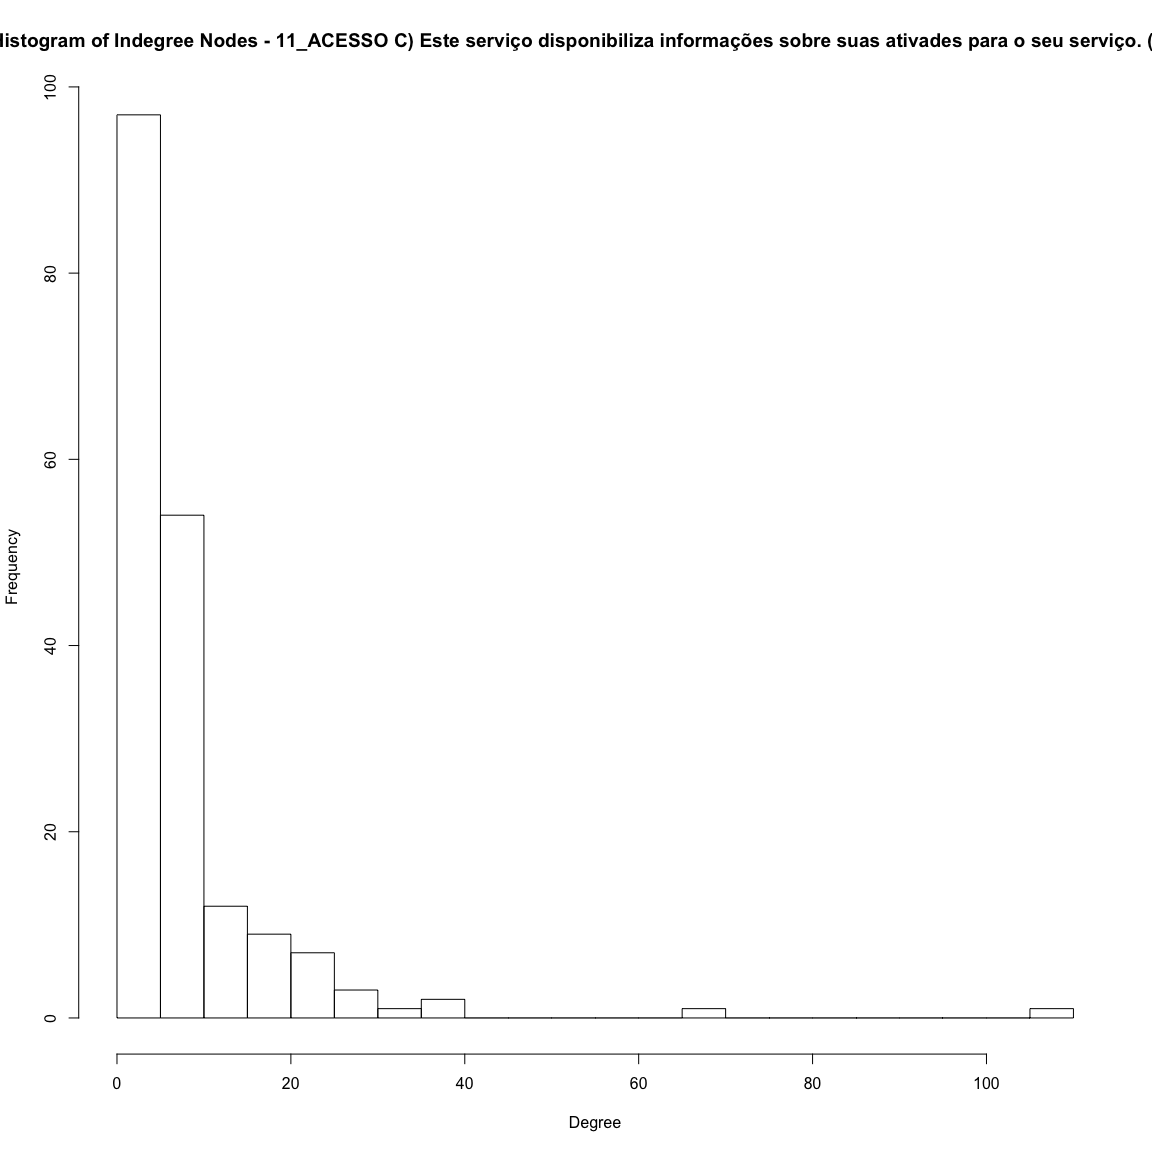 istogram of Indegree Nodes - 11_ACESSO C) Este serviço disponibiliza informações sobre suas ativades para o seu serviço. (
Frequency
100
80
60
40
20
0
0 20 40 60 80 100
Degree